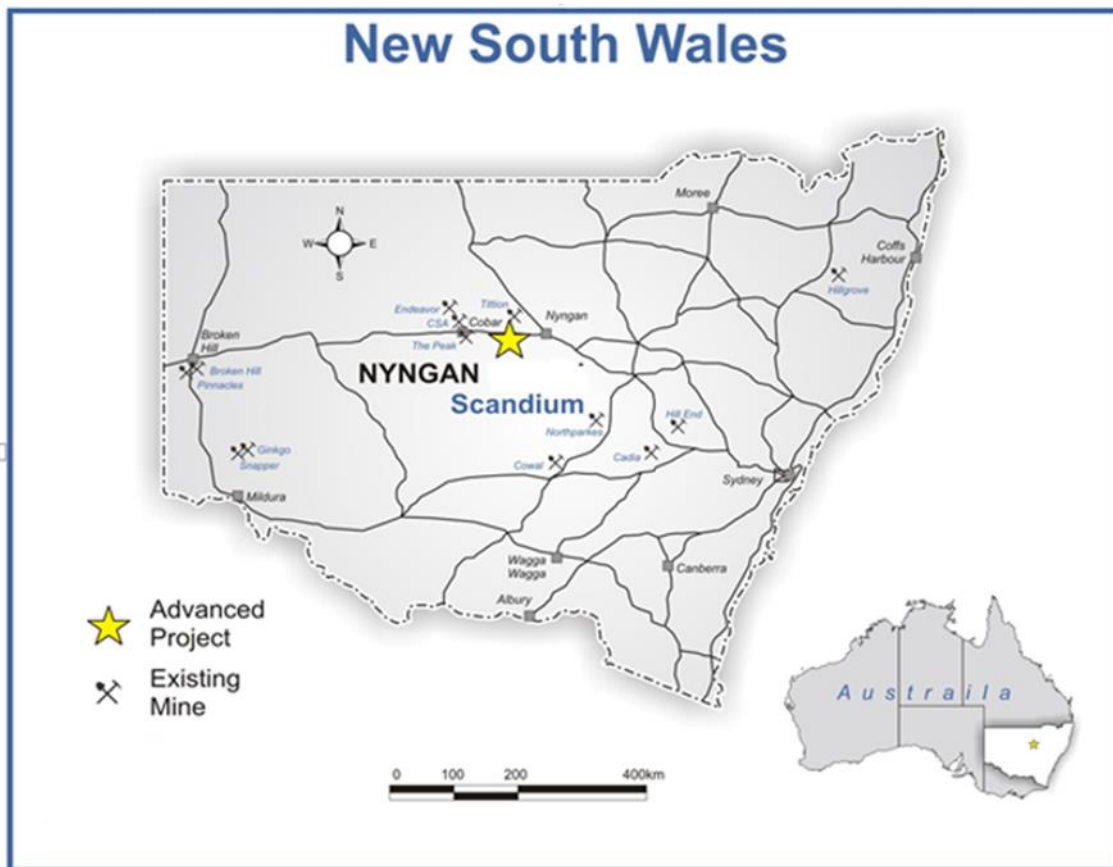 New South Wales
N
W
E
S
Moree
Coffs
Harbour
Hillgrove
Endeavor
Tittion
CSA
Cobar
Nyngan
The Peak
Broken
Hill
Broken Hill
Pinnacles
NYNGAN
Scandium
Northparkes
Hill End
Ginkgo
Snapper
Cowal
Cadia
Sydney
Mildura
Wagga
Wagga
Canberra
Albury
Advanced
Project
Existing
Mine
Austraila
0 100 200 400km